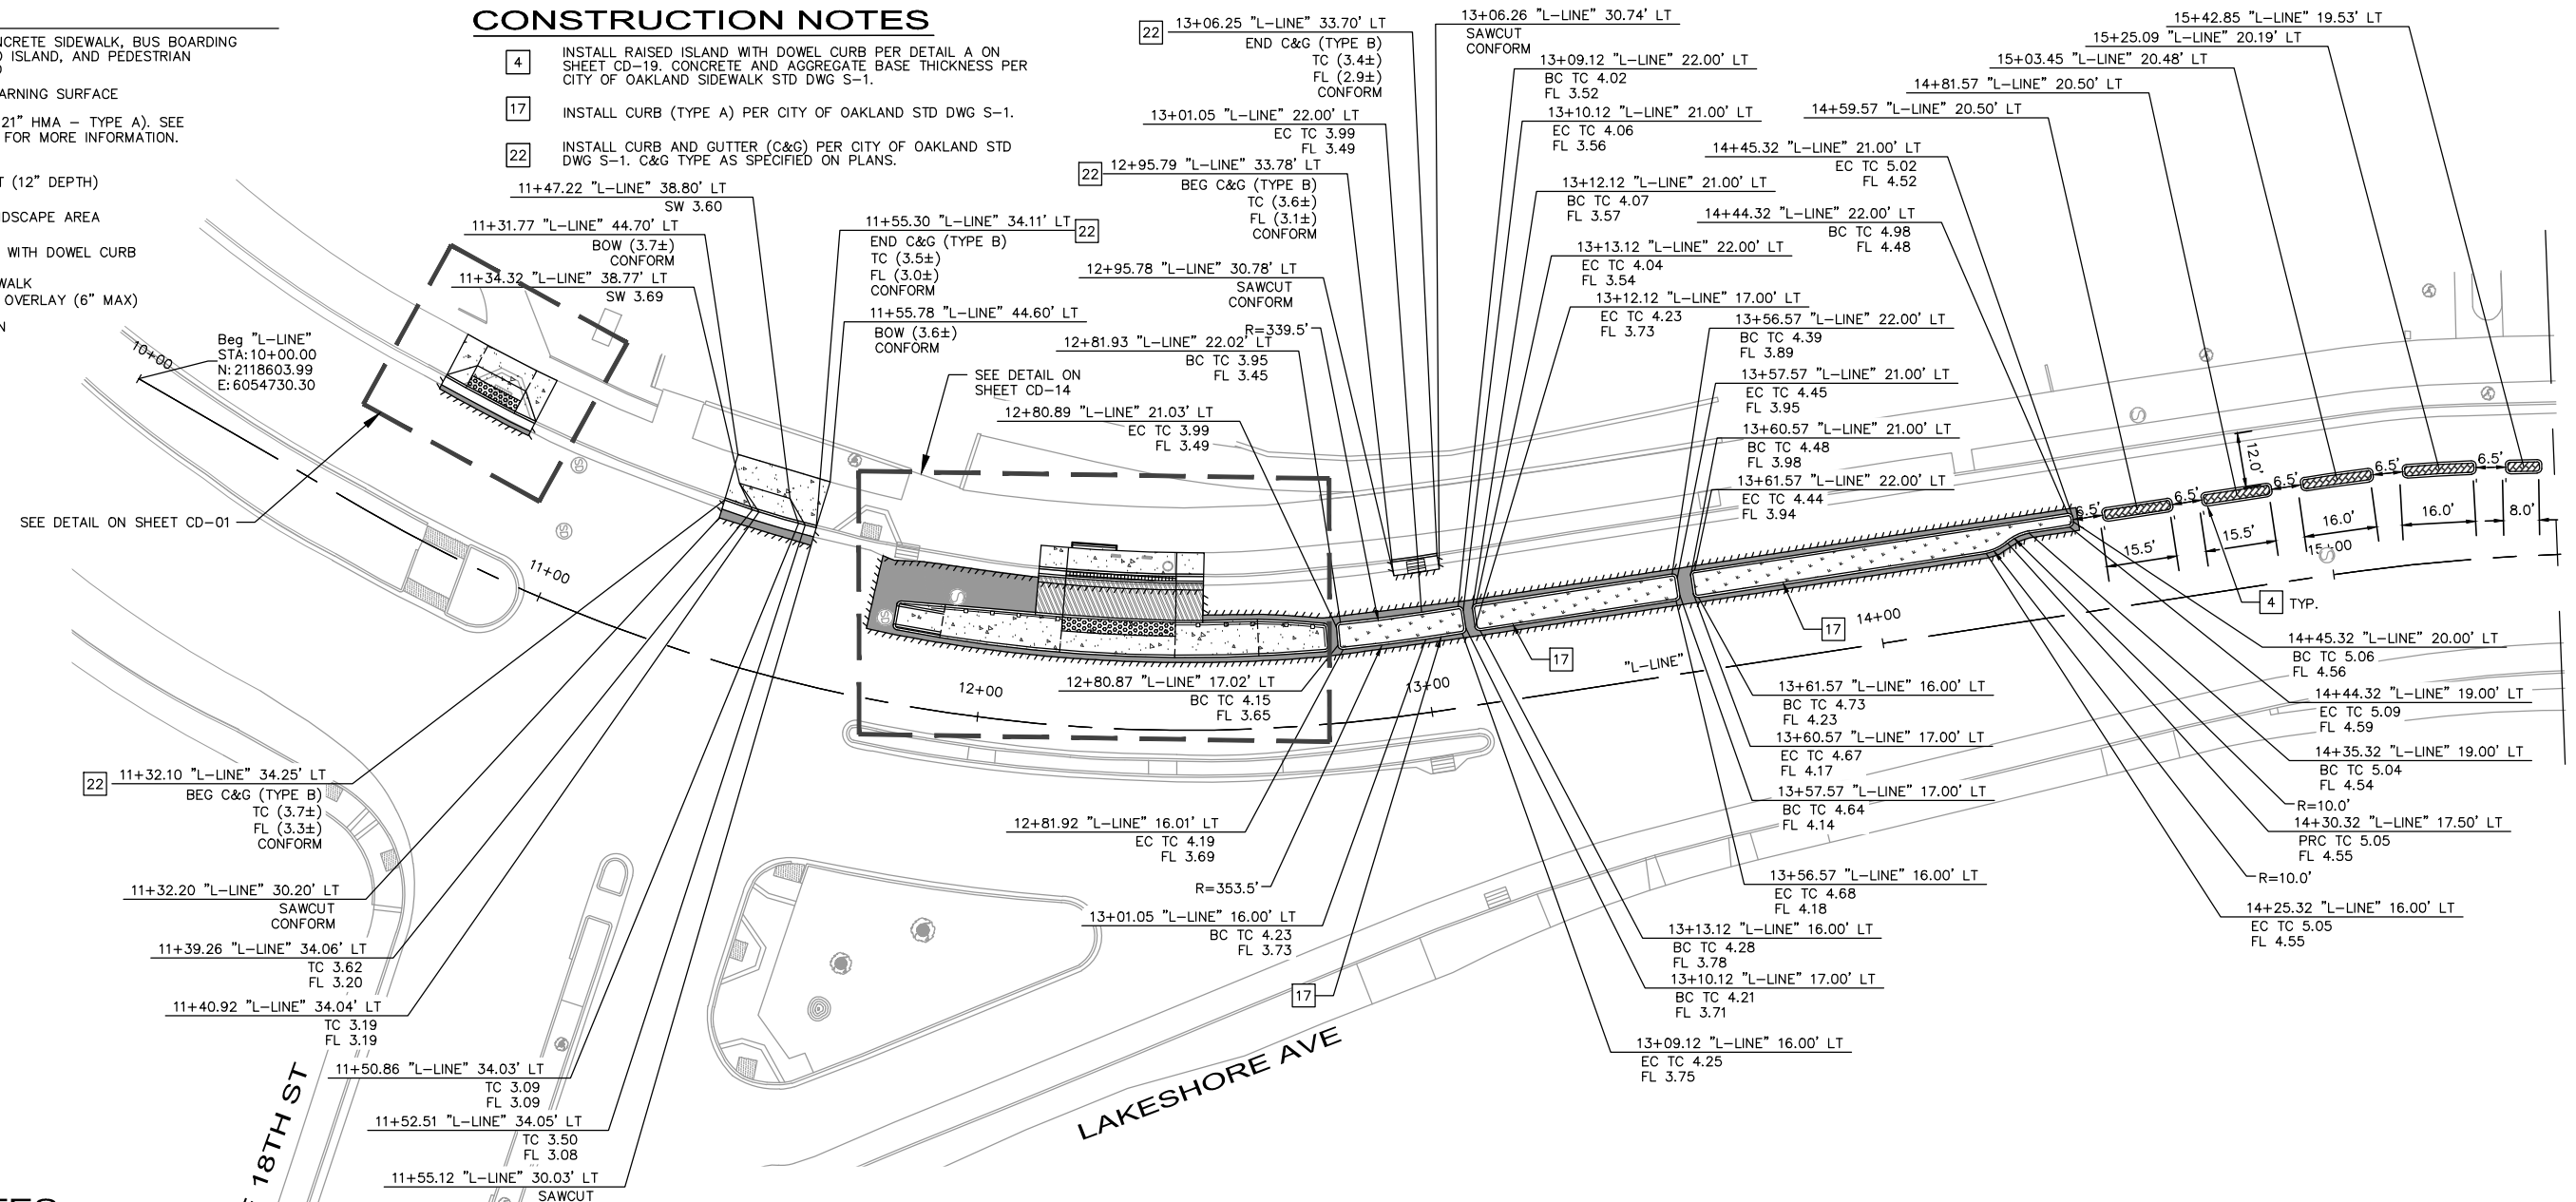 NCRETE SIDEWALK, BUS BOARDING
ISLAND, AND PEDESTRIAN
ARNING SURFACE
21" HMA – TYPE A). SEE
FOR MORE INFORMATION.
T (12" DEPTH)
NDSCAPE AREA
WITH DOWEL CURB
WALK
OVERLAY (6" MAX)
N
CONSTRUCTION NOTES
4
INSTALL RAISED ISLAND WITH DOWEL CURB PER DETAIL A ON
SHEET CD-19. CONCRETE AND AGGREGATE BASE THICKNESS PER
CITY OF OAKLAND SIDEWALK STD DWG S-1.
17
INSTALL CURB (TYPE A) PER CITY OF OAKLAND STD DWG S-1.
22
INSTALL CURB AND GUTTER (C&G) PER CITY OF OAKLAND STD
DWG S-1. C&G TYPE AS SPECIFIED ON PLANS.
11+47.22 "L-LINE" 38.80' LT
SW 3.60
11+31.77 "L-LINE" 44.70' LT
BOW (3.7±)
CONFORM
11+34.32 "L-LINE" 38.77' LT
SW 3.69
11+55.30 "L-LINE" 34.11' LT
22
END C&G (TYPE B)
TC (3.5±)
FL (3.0±)
CONFORM
11+55.78 "L-LINE" 44.60' LT
BOW (3.6±)
CONFORM
SEE DETAIL ON
SHEET CD-14
22
13+06.25 "L-LINE" 33.70' LT
END C&G (TYPE B)
TC (3.4±)
FL (2.9±)
CONFORM
13+01.05 "L-LINE" 22.00' LT
EC TC 3.99
FL 3.49
22
12+95.79 "L-LINE" 33.78' LT
BEG C&G (TYPE B)
TC (3.6±)
FL (3.1±)
CONFORM
12+95.78 "L-LINE" 30.78' LT
SAWCUT
CONFORM
R=339.5'
12+81.93 "L-LINE" 22.02' LT
BC TC 3.95
FL 3.45
12+80.89 "L-LINE" 21.03' LT
EC TC 3.99
FL 3.49
13+06.26 "L-LINE" 30.74' LT
SAWCUT
CONFORM
13+09.12 "L-LINE" 22.00' LT
BC TC 4.02
FL 3.52
13+10.12 "L-LINE" 21.00' LT
EC TC 4.06
FL 3.56
13+12.12 "L-LINE" 21.00' LT
BC TC 4.07
FL 3.57
13+13.12 "L-LINE" 22.00' LT
EC TC 4.04
FL 3.54
13+12.12 "L-LINE" 17.00' LT
EC TC 4.23
FL 3.73
13+56.57 "L-LINE" 22.00' LT
BC TC 4.39
FL 3.89
13+57.57 "L-LINE" 21.00' LT
EC TC 4.45
FL 3.95
13+60.57 "L-LINE" 21.00' LT
BC TC 4.48
FL 3.98
13+61.57 "L-LINE" 22.00' LT
EC TC 4.44
FL 3.94
15+42.85 "L-LINE" 19.53' LT
15+25.09 "L-LINE" 20.19' LT
15+03.45 "L-LINE" 20.48' LT
14+81.57 "L-LINE" 20.50' LT
14+59.57 "L-LINE" 20.50' LT
14+45.32 "L-LINE" 21.00' LT
EC TC 5.02
FL 4.52
14+44.32 "L-LINE" 22.00' LT
BC TC 4.98
FL 4.48
10+00
Beg "L-LINE"
STA:10+00.00
N:2118603.99
E:6054730.30
SEE DETAIL ON SHEET CD-01
11+00
12+00
13+00
"L-LINE"
14+00
15+00
12.0'
6.5'
6.5'
6.5'
6.5'
6.5'
15.5'
15.5'
16.0'
16.0'
8.0'
4
TYP.
17
17
17
12+80.87 "L-LINE" 17.02' LT
BC TC 4.15
FL 3.65
12+81.92 "L-LINE" 16.01' LT
EC TC 4.19
FL 3.69
R=353.5'
13+01.05 "L-LINE" 16.00' LT
BC TC 4.23
FL 3.73
22
11+32.10 "L-LINE" 34.25' LT
BEG C&G (TYPE B)
TC (3.7±)
FL (3.3±)
CONFORM
11+32.20 "L-LINE" 30.20' LT
SAWCUT
CONFORM
11+39.26 "L-LINE" 34.06' LT
TC 3.62
FL 3.20
11+40.92 "L-LINE" 34.04' LT
TC 3.19
FL 3.19
11+50.86 "L-LINE" 34.03' LT
TC 3.09
FL 3.09
11+52.51 "L-LINE" 34.05' LT
TC 3.50
FL 3.08
11+55.12 "L-LINE" 30.03' LT
SAWCUT
13+61.57 "L-LINE" 16.00' LT
BC TC 4.73
FL 4.23
13+60.57 "L-LINE" 17.00' LT
EC TC 4.67
FL 4.17
13+57.57 "L-LINE" 17.00' LT
BC TC 4.64
FL 4.14
13+56.57 "L-LINE" 16.00' LT
EC TC 4.68
FL 4.18
13+13.12 "L-LINE" 16.00' LT
BC TC 4.28
FL 3.78
13+10.12 "L-LINE" 17.00' LT
BC TC 4.21
FL 3.71
13+09.12 "L-LINE" 16.00' LT
EC TC 4.25
FL 3.75
14+45.32 "L-LINE" 20.00' LT
BC TC 5.06
FL 4.56
14+44.32 "L-LINE" 19.00' LT
EC TC 5.09
FL 4.59
14+35.32 "L-LINE" 19.00' LT
BC TC 5.04
FL 4.54
R=10.0'
14+30.32 "L-LINE" 17.50' LT
PRC TC 5.05
FL 4.55
R=10.0'
14+25.32 "L-LINE" 16.00' LT
EC TC 5.05
FL 4.55
18TH ST
LAKESHORE AVE